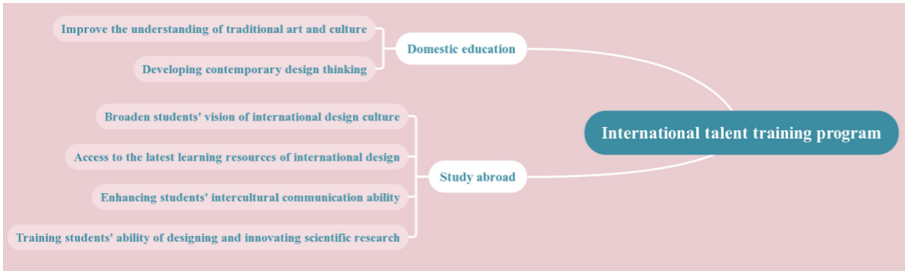 Improve the understanding of traditional art and culture
Domestic education
Developing contemporary design thinking
Broaden students' vision of international design culture
International talent training program
Access to the latest learning resources of international design
Study abroad
Enhancing students' intercultural communication ability
Training students' ability of designing and innovating scientific research